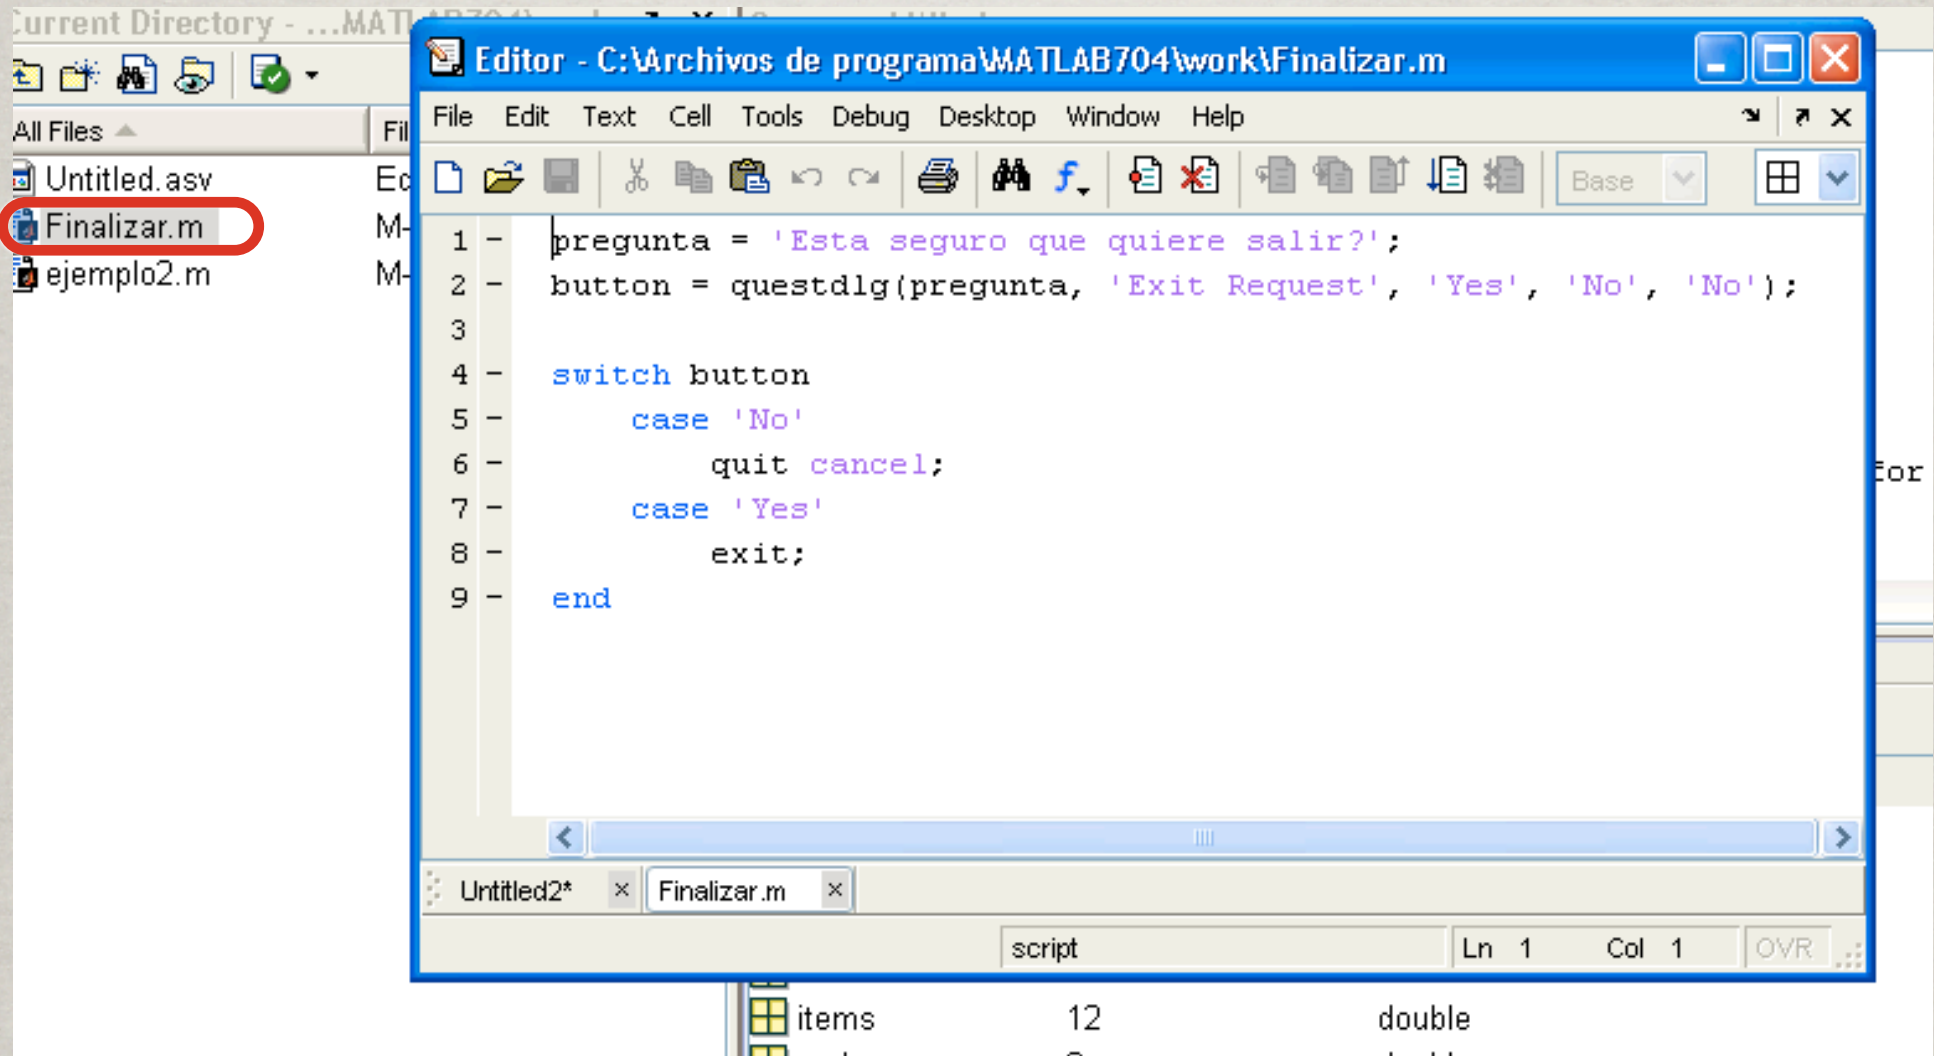 Current Directory - ...MATLAB704\
All Files
Fil
Untitled.asv
Ec
Finalizar.m
M-
ejemplo2.m
M-
Editor - C:\Archivos de programa\MATLAB704\work\Finalizar.m
File Edit Text Cell Tools Debug Desktop Window Help
Base
1 - pregunta = 'Esta seguro que quiere salir?';
2 - button = questdlg(pregunta, 'Exit Request', 'Yes', 'No', 'No');
3
4 - switch button
5 - case 'No'
6 - quit cancel;
7 - case 'Yes'
8 - exit;
9 - end
for
Untitled2* Finalizar.m
script Ln 1 Col 1 OVR
items 12 double